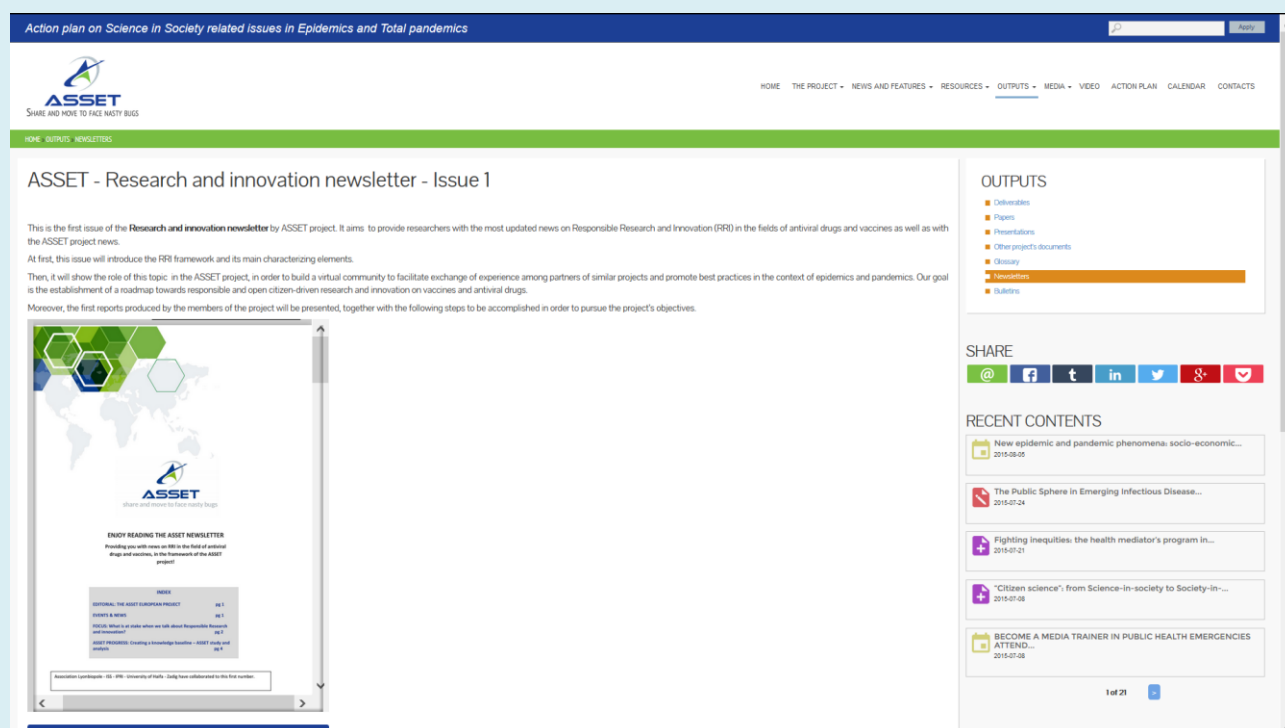 Action plan on Science in Society related issues in Epidemics and Total pandemics
Apply
ASSET
SHARE AND MOVE TO FACE NASTY BUGS
HOME THE PROJECT NEWS AND FEATURES RESOURCES OUTPUTS MEDIA VIDEO ACTION PLAN CALENDAR CONTACTS
HOME OUTPUTS NEWSLETTERS
ASSET - Research and innovation newsletter - Issue 1
This is the first issue of the Research and innovation newsletter by ASSET project. It aims to provide researchers with the most updated news on Responsible Research and Innovation (RRI) in the fields of antiviral drugs and vaccines as well as with
the ASSET project news.
At first, this issue will introduce the RRI framework and its main characterizing elements.
Then, it will show the role of this topic in the ASSET project, in order to build a virtual community to facilitate exchange of experience among partners of similar projects and promote best practices in the context of epidemics and pandemics. Our goal
is the establishment of a roadmap towards responsible and open citizen-driven research and innovation on vaccines and antiviral drugs.
Moreover, the first reports produced by the members of the project will be presented, together with the following steps to be accomplished in order to pursue the project's objectives.
ASSET
share and move to face nasty bugs
ENJOY READING THE ASSET NEWSLETTER
Providing you with news on RRI in the field of antiviral
drugs and vaccines, in the framework of the ASSET
project!
INDEX
EDITORIAL: THE ASSET EUROPEAN PROJECT pg 1
EVENTS & NEWS pg 1
FOCUS: What is at stake when we talk about Responsible Research
and innovation? pg 2
ASSET PROGRESS: Creating a knowledge baseline – ASSET study and
analysis pg 4
Association Lyonbiopole - ISS - IPRI - University of Haifa - Zadig have collaborated to this first number.
OUTPUTS
Deliverables
Papers
Presentations
Other project's documents
Glossary
Newsletters
Bulletins
SHARE
@ f t in g+
RECENT CONTENTS
New epidemic and pandemic phenomena: socio-economic...
2015-08-05
The Public Sphere in Emerging Infectious Disease...
2015-07-24
Fighting inequities: the health mediator's program in...
2015-07-21
"Citizen science": from Science-in-society to Society-in-...
2015-07-08
BECOME A MEDIA TRAINER IN PUBLIC HEALTH EMERGENCIES
ATTEND...
2015-07-08
1 of 21 >